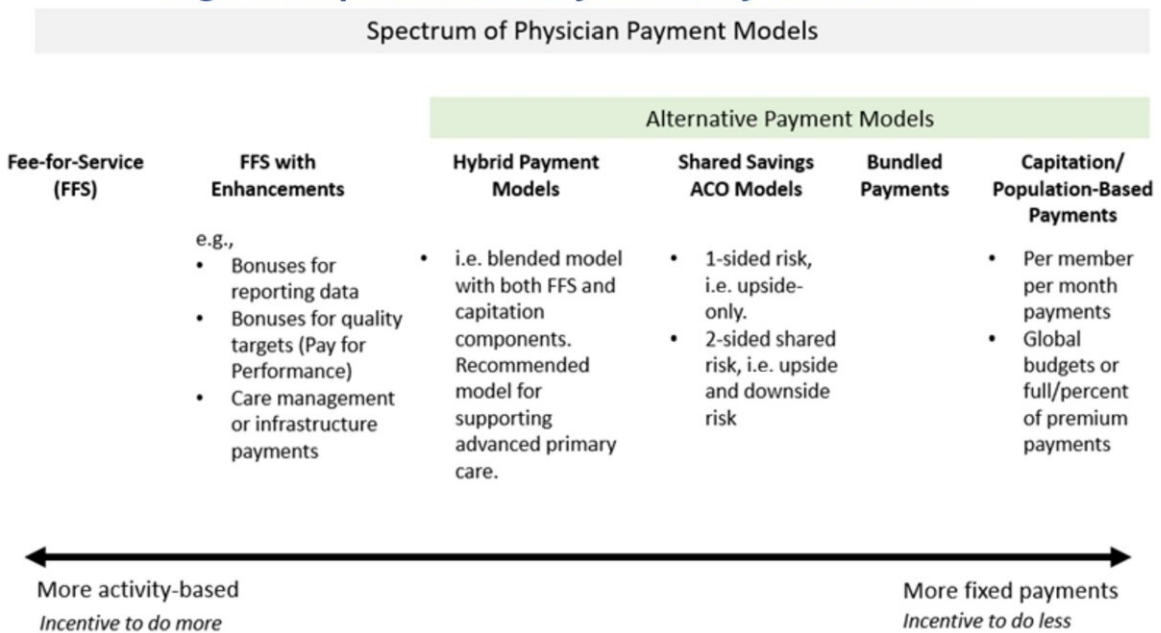 Spectrum of Physician Payment Models
Alternative Payment Models
Fee-for-Service
(FFS)
FFS with
Enhancements
e.g.,
• Bonuses for
reporting data
• Bonuses for quality
targets (Pay for
Performance)
• Care management
or infrastructure
payments
Hybrid Payment
Models
• i.e. blended model
with both FFS and
capitation
components.
Recommended
model for
supporting
advanced primary
care.
Shared Savings
ACO Models
• 1-sided risk,
i.e. upside-
only.
• 2-sided shared
risk, i.e. upside
and downside
risk
Bundled
Payments
Capitation/
Population-Based
Payments
• Per member
per month
payments
• Global
budgets or
full/percent
of premium
payments
More activity-based
Incentive to do more
More fixed payments
Incentive to do less